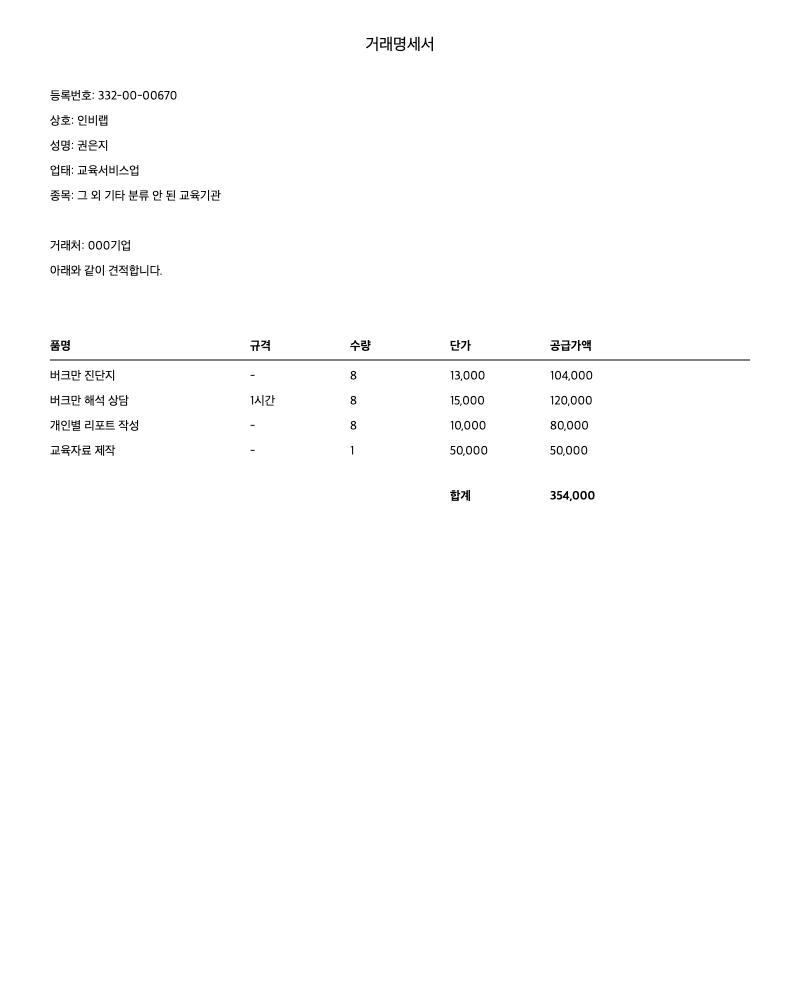 거래명세서
등록번호: 332-00-00670
상호: 인비랩
성명: 권은지
업태: 교육서비스업
종목: 그 외 기타 분류 안 된 교육기관
거래처: 000기업
아래와 같이 견적합니다.
품명 규격 수량 단가 공급가액
버크만 진단지 - 8 13,000 104,000
버크만 해석 상담 1시간 8 15,000 120,000
개인별 리포트 작성 - 8 10,000 80,000
교육자료 제작 - 1 50,000 50,000
합계 354,000